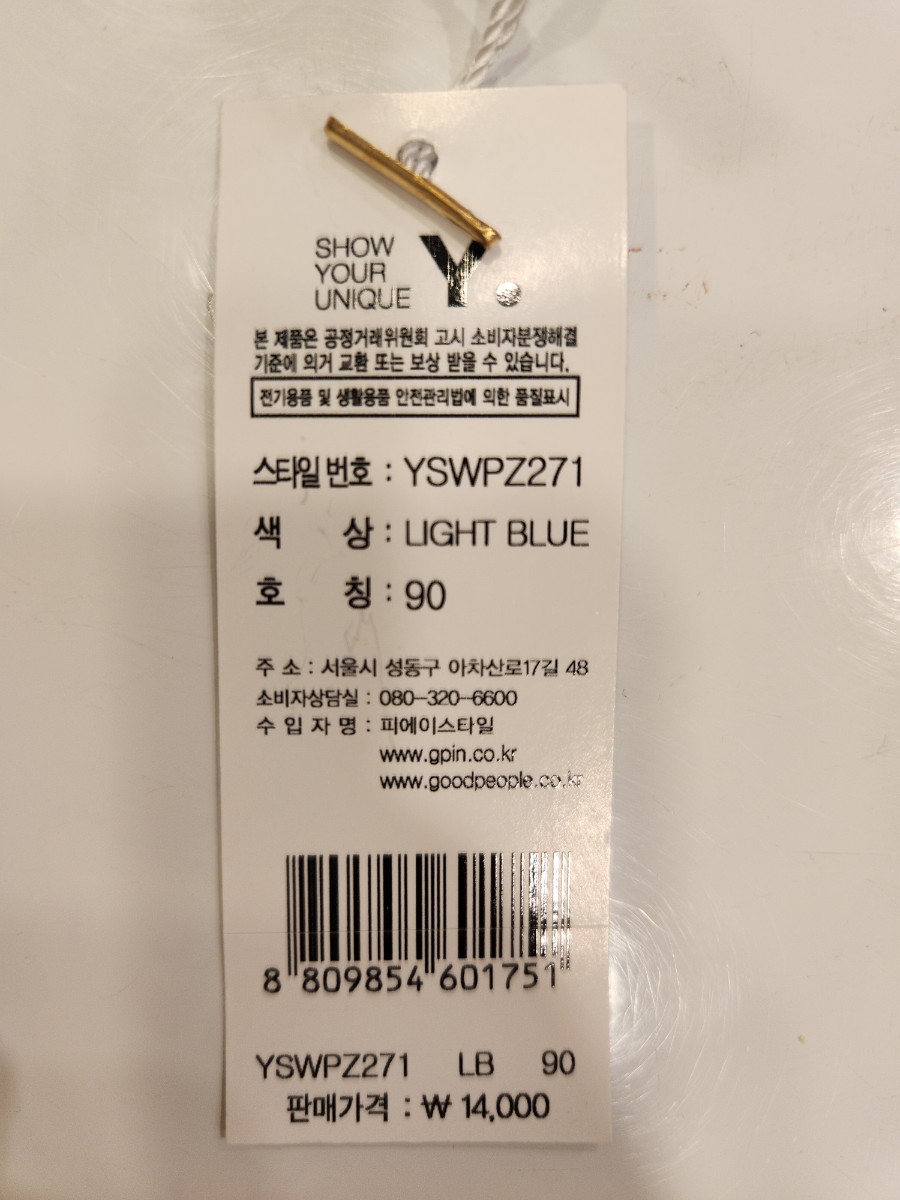 SHOW
YOUR
UNIQUE
Y.
본 제품은 공정거래위원회 고시 소비자분쟁해결
기준에 의거 교환 또는 보상 받을 수 있습니다.
전기용품 및 생활용품 안전관리법에 의한 품질표시
스타일 번호 : YSWPZ271
색 상 : LIGHT BLUE
호 칭 : 90
주 소 : 서울시 성동구 아차산로17길 48
소비자상담실 : 080-320-6600
수 입 자 명 : 피에이스타일
www.gpin.co.kr
www.goodpeople.co.kr
8 809854 601751
YSWPZ271 LB 90
판매가격 : ₩ 14,000